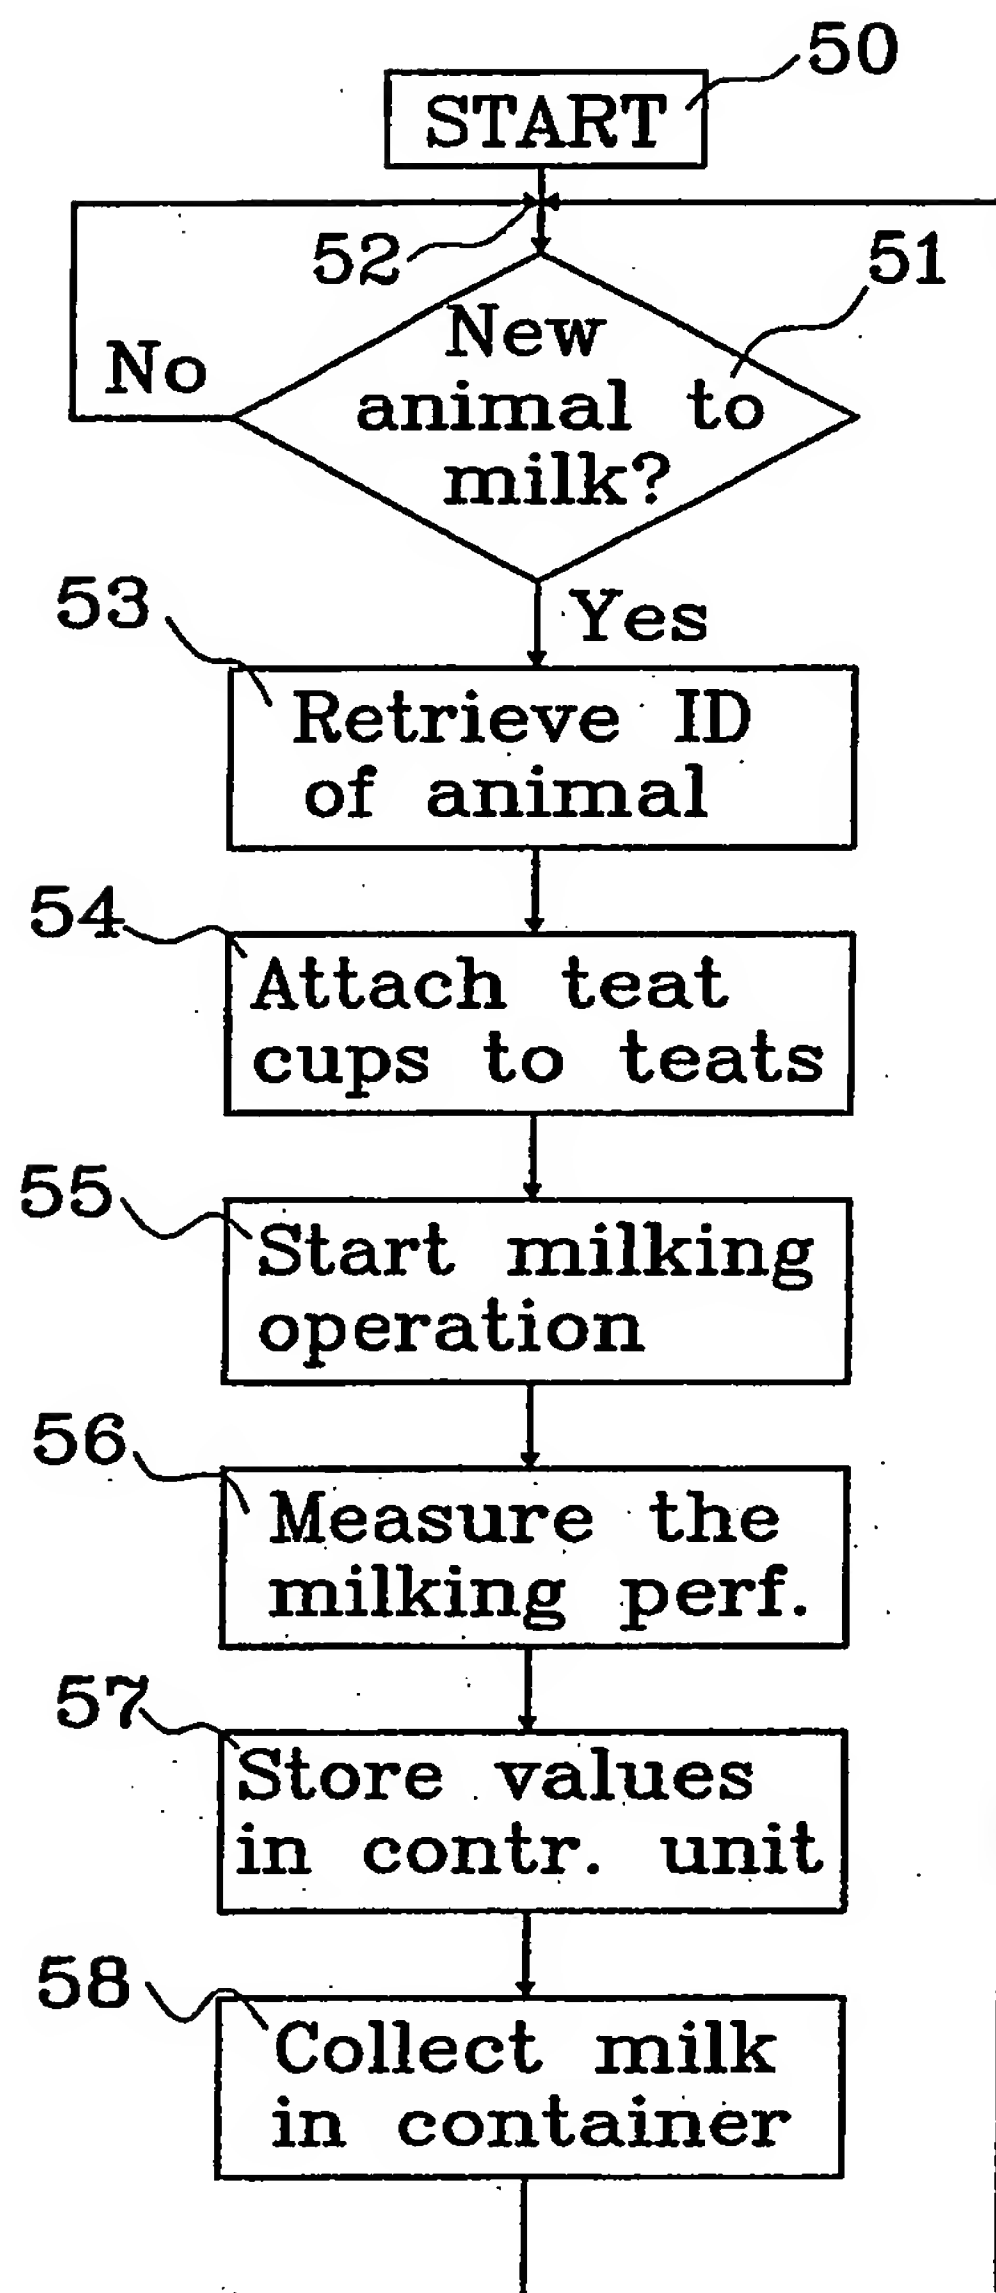 50
START
52
51
New
animal to
milk?
No
53
Yes
Retrieve ID
of animal
54
Attach teat
cups to teats
55
Start milking
operation
56
Measure the
milking perf.
57
Store values
in contr. unit
58
Collect milk
in container